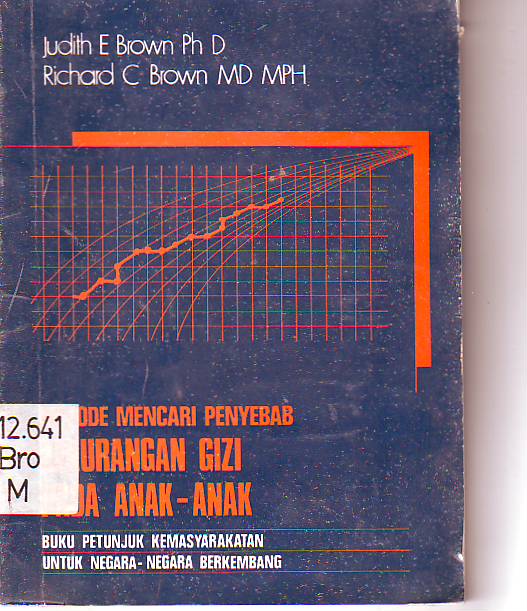 Judith E Brown Ph D
Richard C Brown MD MPH.
ODE MENCARI PENYEBAB
URANGAN GIZI
DA ANAK-ANAK
BUKU PETUNJUK KEMASYARAKATAN
UNTUK NEGARA-NEGARA BERKEMBANG
12.641
Bro
M